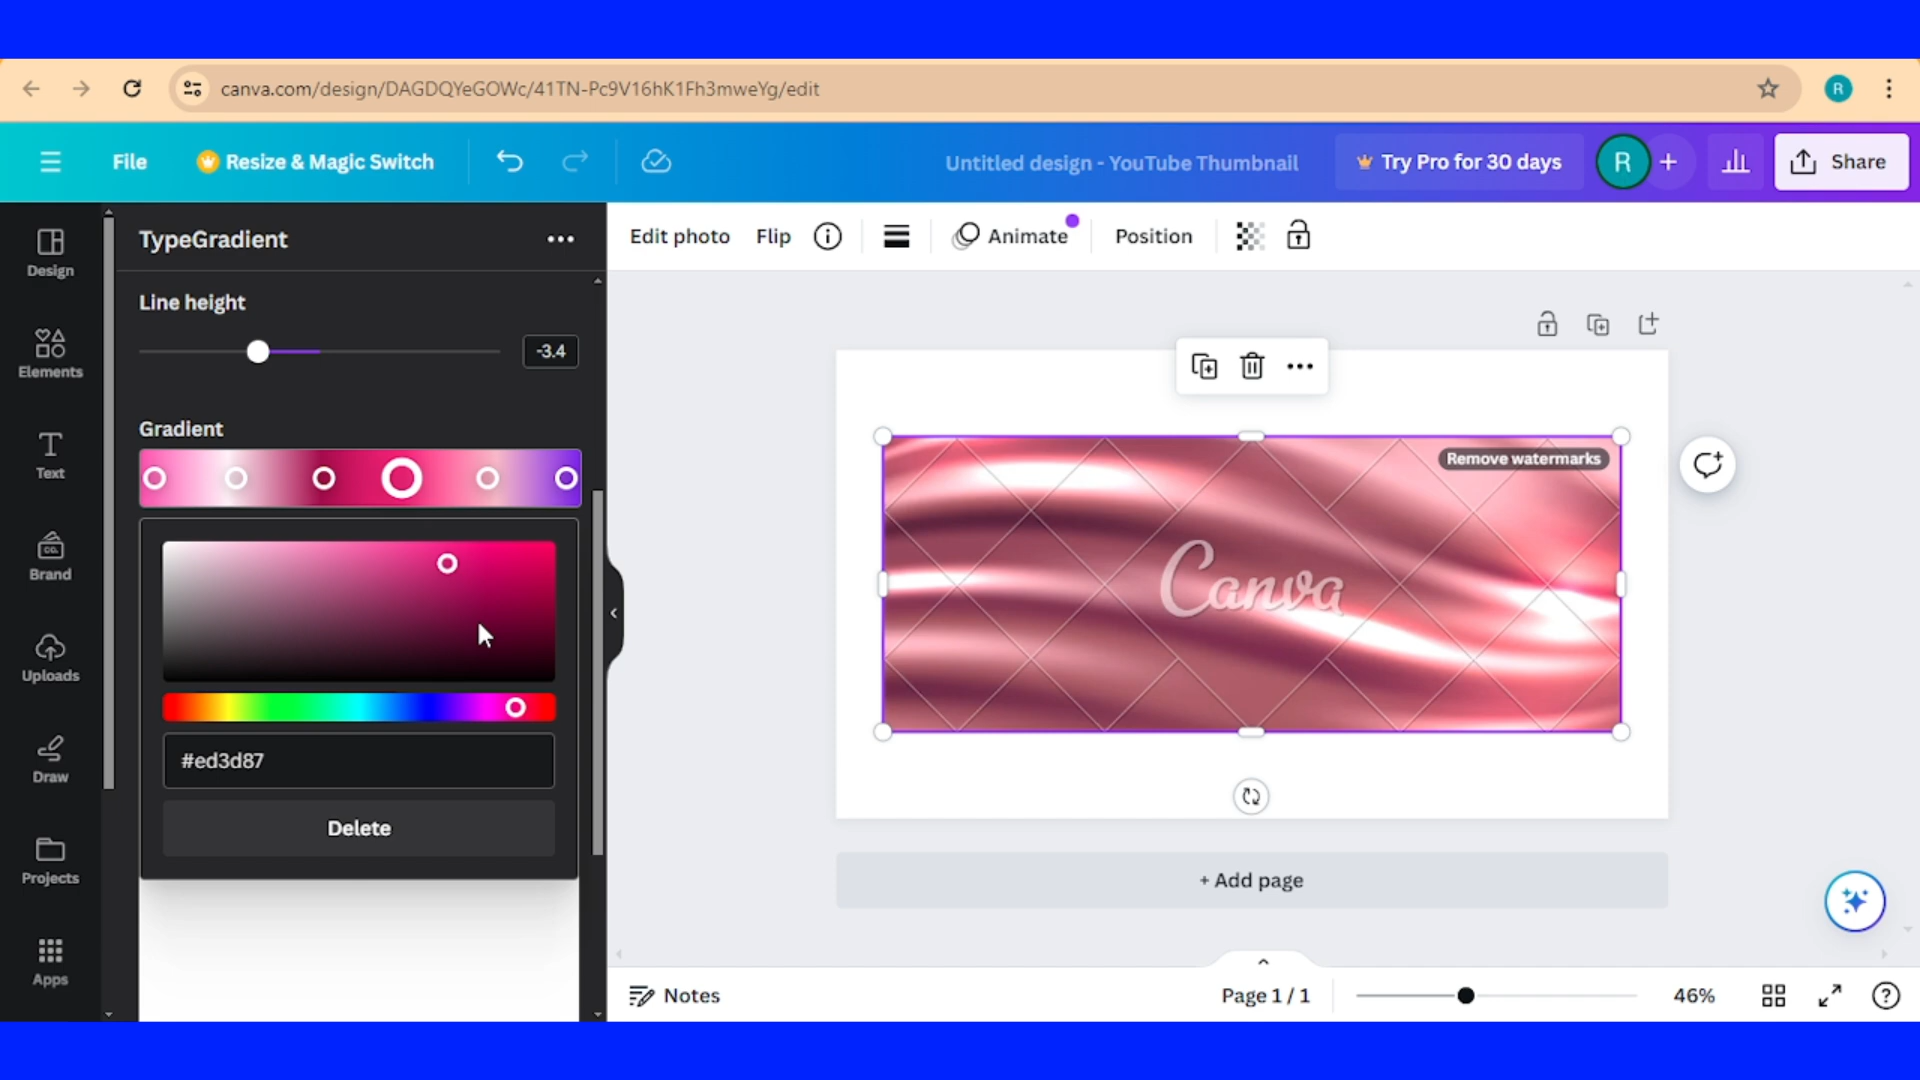 canva.com/design/DAGDQYeGOWc/41TN-Pc9V16hK1Fh3mweYg/edit
R
File
Resize & Magic Switch
Untitled design - YouTube Thumbnail
Try Pro for 30 days
R
+
Share
Design
Elements
Text
CO.
Brand
Uploads
Draw
Projects
Apps
TypeGradient
Line height
-3.4
Gradient
#ed3d87
Delete
Edit photo
Flip
Animate
Position
Remove watermarks
Canva
+ Add page
Notes
Page 1 / 1
46%